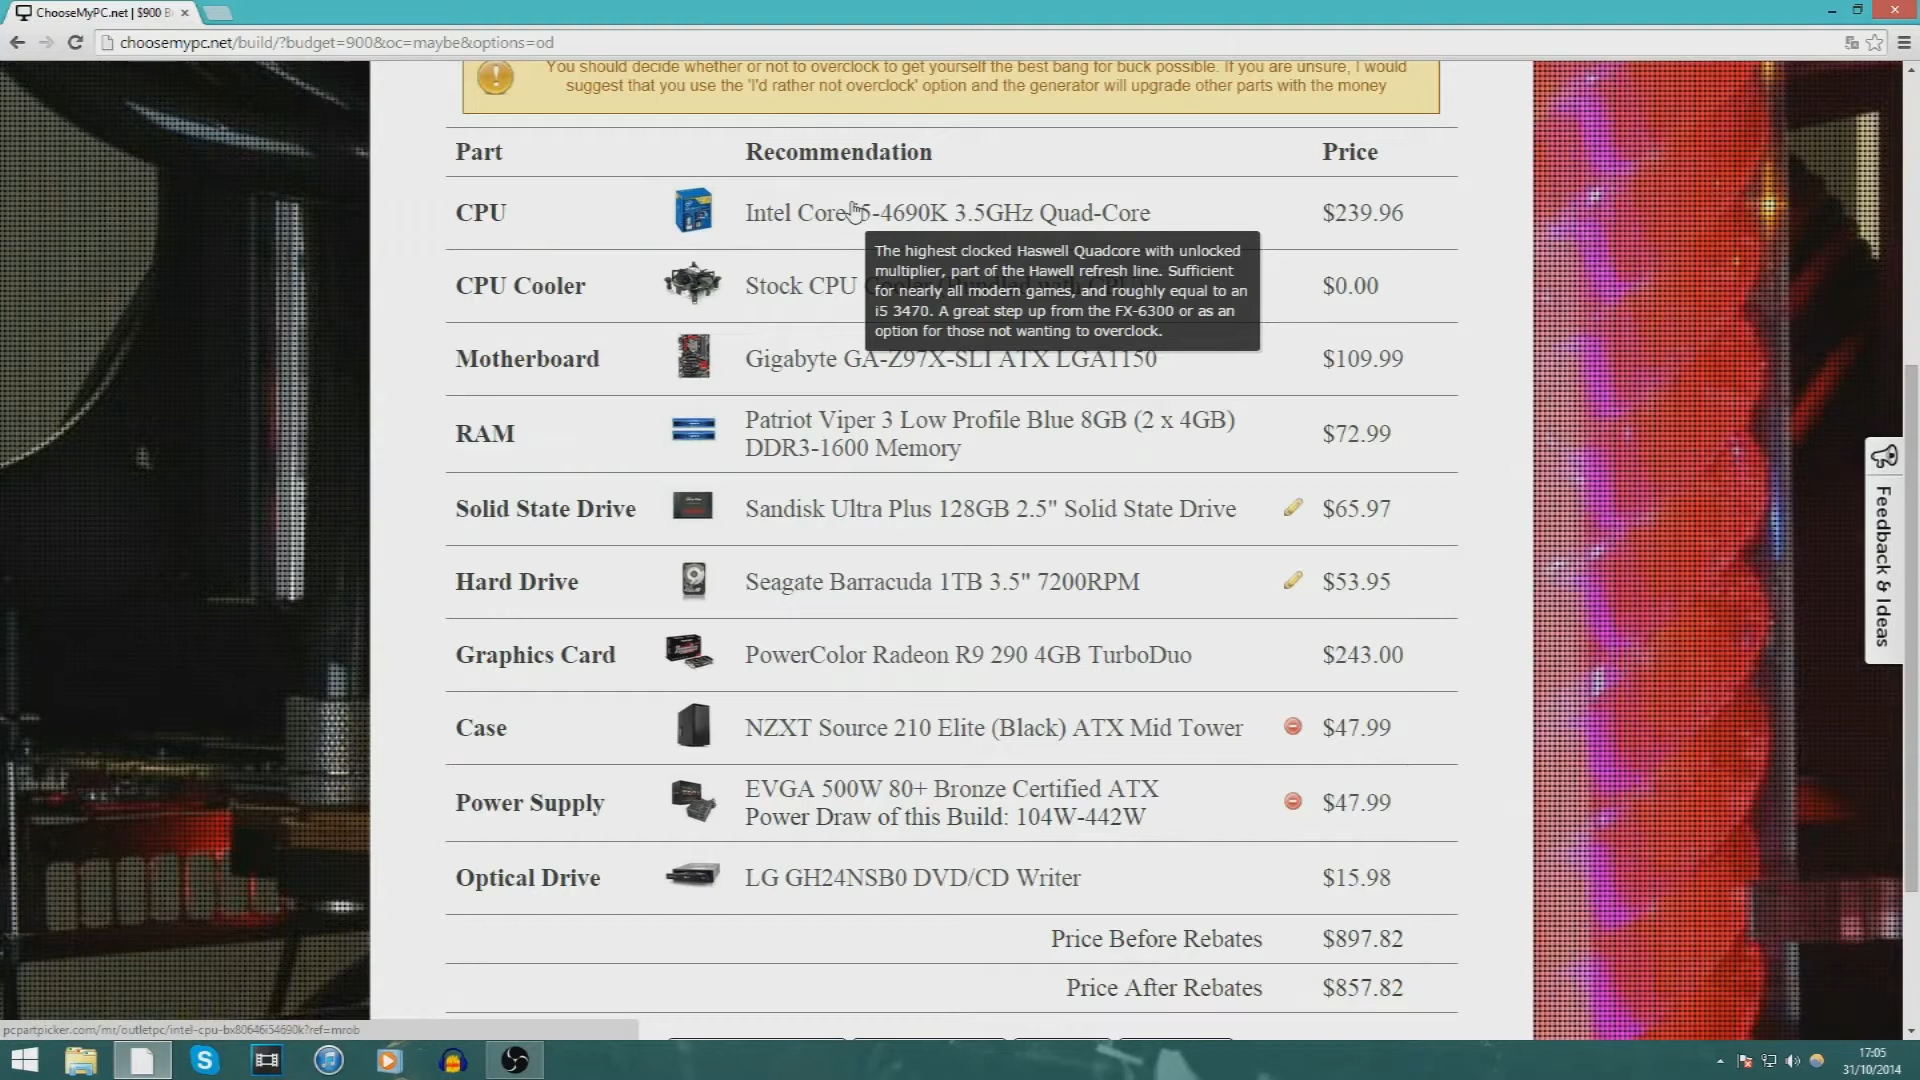 ChooseMyPC.net | $900 B
choosemypc.net/build/?budget=900&oc=maybe&options=od
You should decide whether or not to overclock to get yourself the best bang for buck possible. If you are unsure, I would
suggest that you use the 'I'd rather not overclock' option and the generator will upgrade other parts with the money
Part Recommendation Price
CPU Intel Core i5-4690K 3.5GHz Quad-Core $239.96
The highest clocked Haswell Quadcore with unlocked
multiplier, part of the Hawell refresh line. Sufficient
for nearly all modern games, and roughly equal to an
i5 3470. A great step up from the FX-6300 or as an
option for those not wanting to overclock.
CPU Cooler Stock CPU $0.00
Motherboard Gigabyte GA-Z97X-SLI ATX LGA1150 $109.99
RAM Patriot Viper 3 Low Profile Blue 8GB (2 x 4GB)
DDR3-1600 Memory $72.99
Solid State Drive Sandisk Ultra Plus 128GB 2.5" Solid State Drive $65.97
Hard Drive Seagate Barracuda 1TB 3.5" 7200RPM $53.95
Graphics Card PowerColor Radeon R9 290 4GB TurboDuo $243.00
Case NZXT Source 210 Elite (Black) ATX Mid Tower $47.99
Power Supply EVGA 500W 80+ Bronze Certified ATX
Power Draw of this Build: 104W-442W $47.99
Optical Drive LG GH24NSB0 DVD/CD Writer $15.98
Price Before Rebates $897.82
Price After Rebates $857.82
Feedback & Ideas
pcpartpicker.com/mr/outletpc/intel-cpu-bx80646i54690k?ref=mrob
17:05
31/10/2014